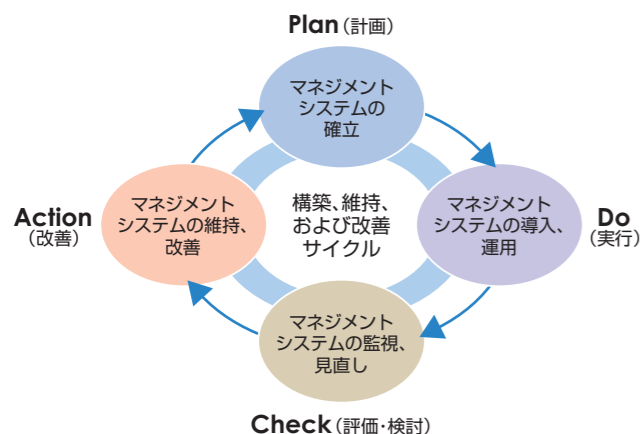 Plan(計画)
マネジメント
システムの
確立
Action
(改善)
マネジメント
システムの維持、
改善
構築、維持、
および改善
サイクル
マネジメント
システムの導入、
運用
Do
(実行)
マネジメント
システムの監視、
見直し
Check(評価・検討)